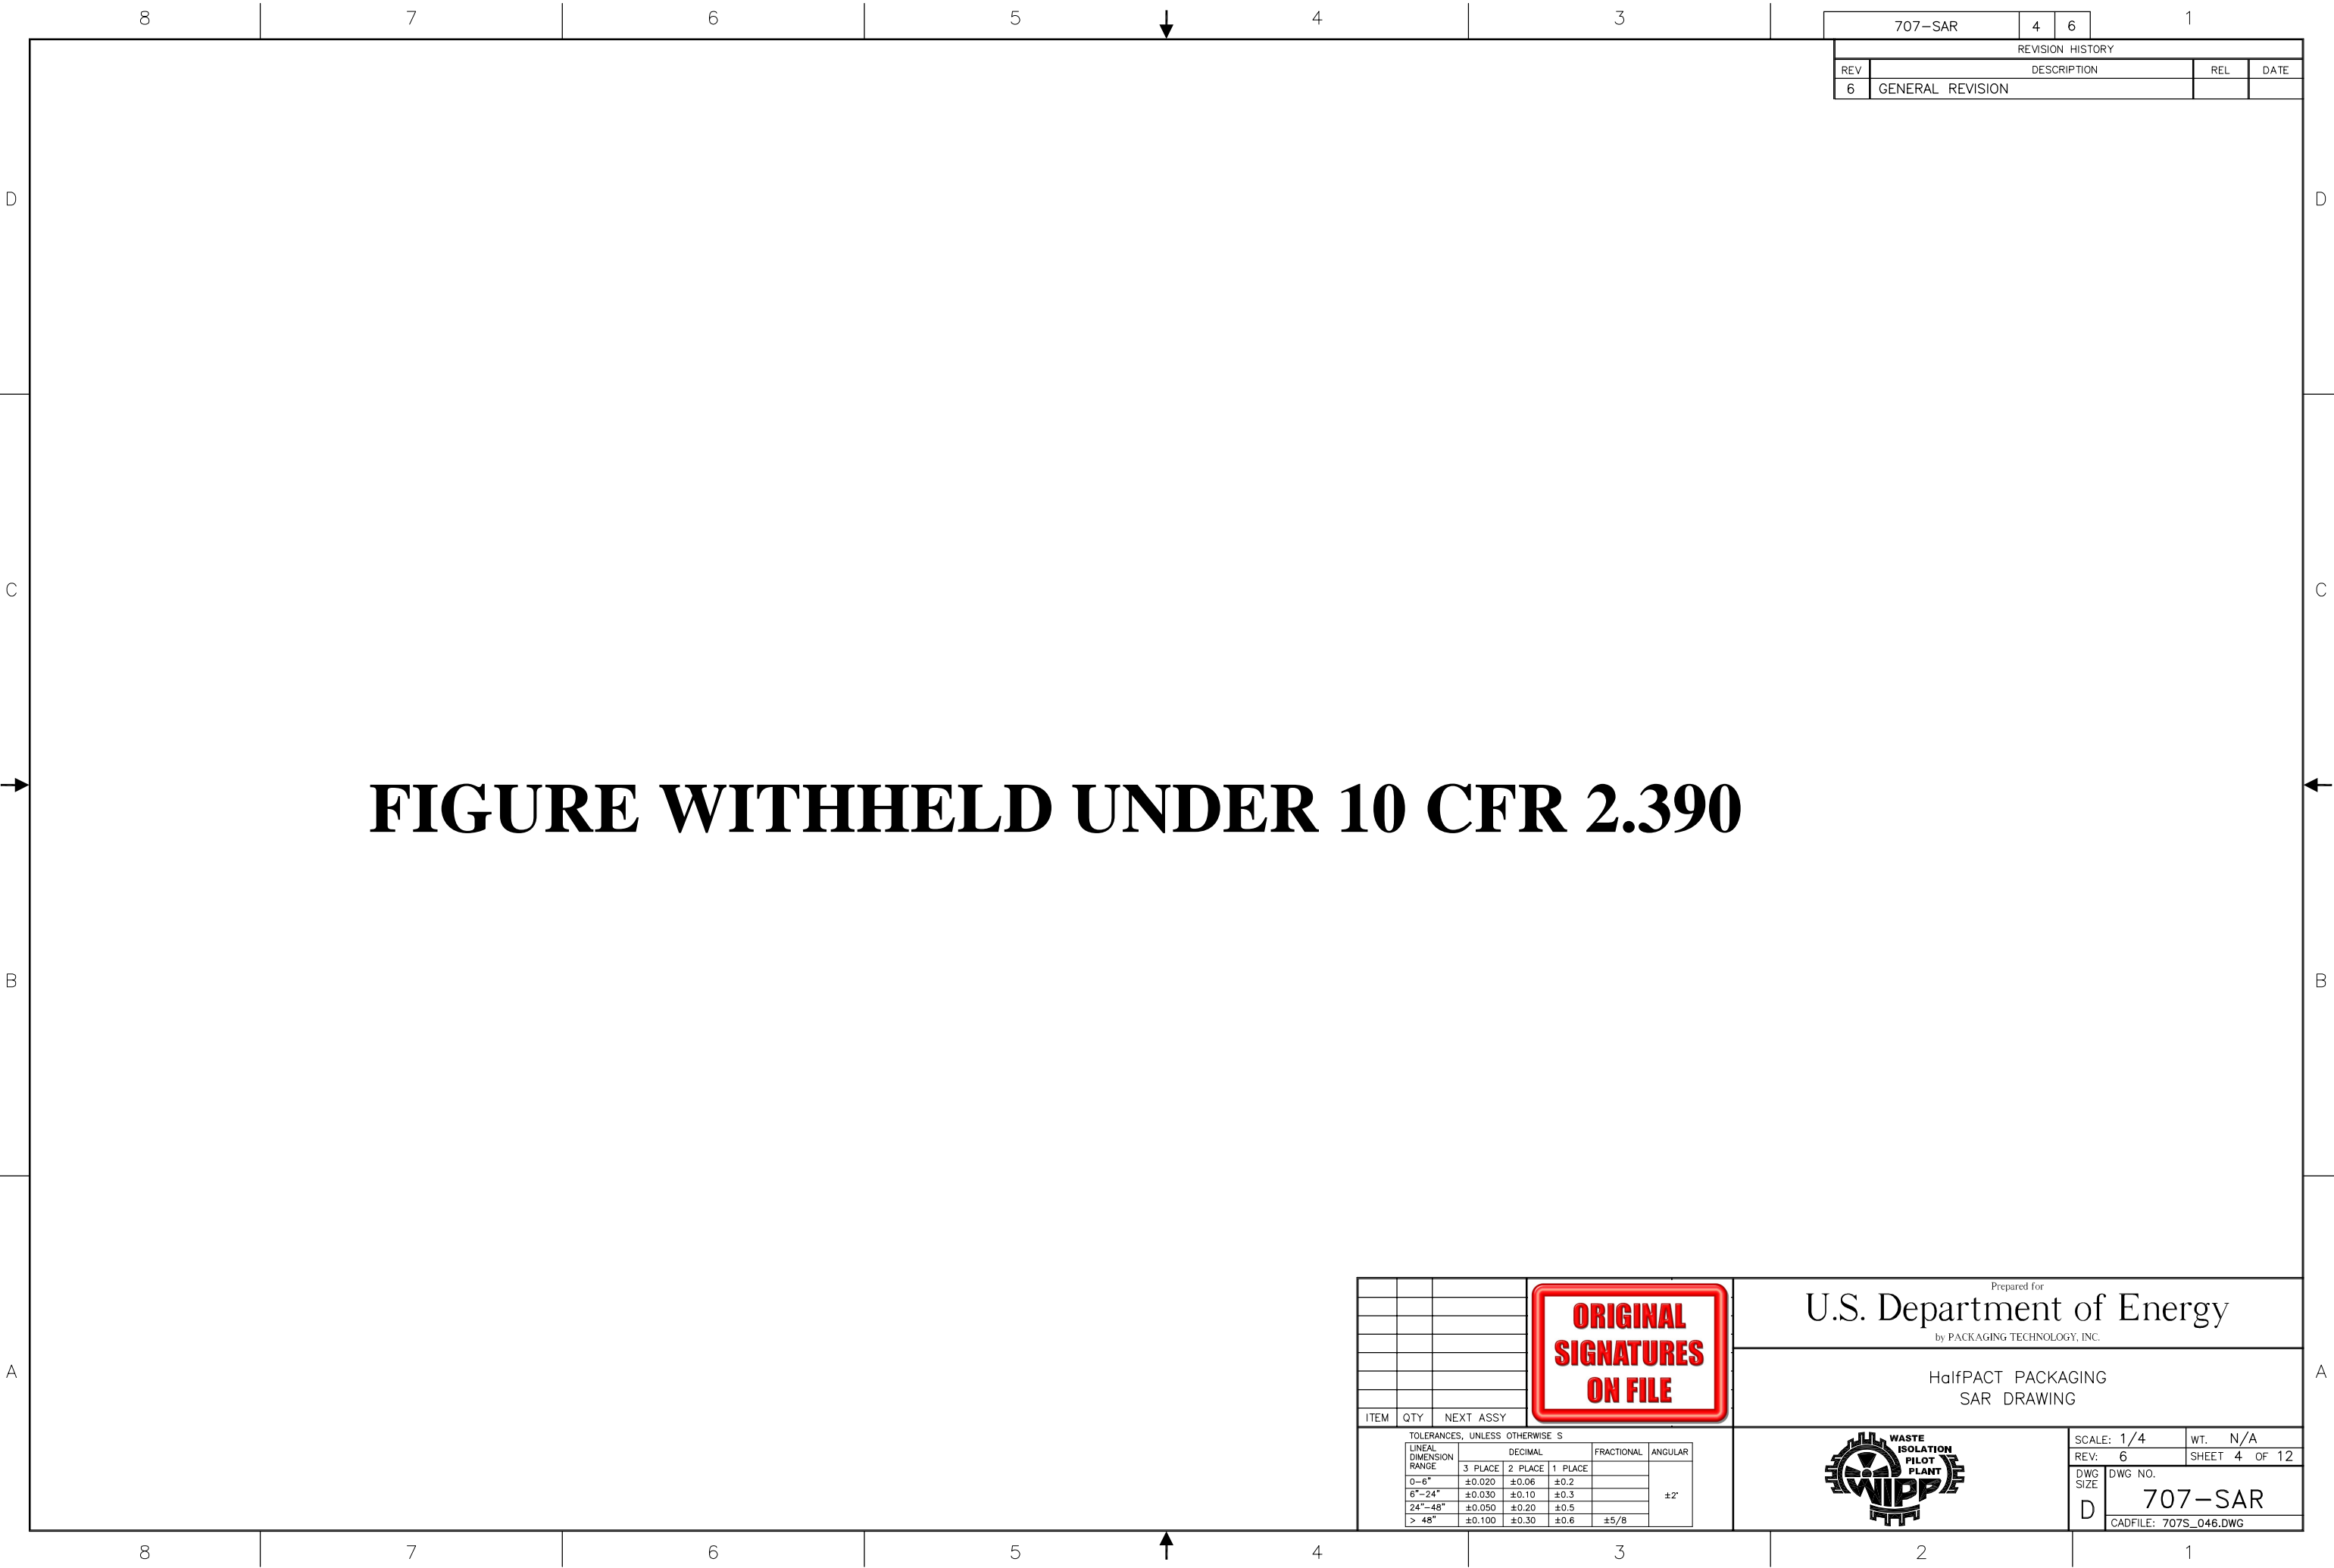 8 7 6 5 4 3 1
707-SAR 4 6
REVISION HISTORY
REV DESCRIPTION REL DATE
6 GENERAL REVISION
D D
C C
FIGURE WITHHELD UNDER 10 CFR 2.390
B B
A A
ORIGINAL
SIGNATURES
ON FILE
ITEM QTY NEXT ASSY
Prepared for
U.S. Department of Energy
by PACKAGING TECHNOLOGY, INC.
HalfPACT PACKAGING
SAR DRAWING
TOLERANCES, UNLESS OTHERWISE S
LINEAL
DIMENSION
RANGE
DECIMAL FRACTIONAL ANGULAR
3 PLACE 2 PLACE 1 PLACE
0-6" ±0.020 ±0.06 ±0.2
6"-24" ±0.030 ±0.10 ±0.3
24"-48" ±0.050 ±0.20 ±0.5
> 48" ±0.100 ±0.30 ±0.6 ±5/8
±2°
WASTE
ISOLATION
PILOT
PLANT
WIPP
SCALE: 1/4 WT. N/A
REV: 6 SHEET 4 OF 12
DWG
SIZE
D
DWG NO.
707-SAR
CADFILE: 707S_046.DWG
8 7 6 5 4 3 2 1